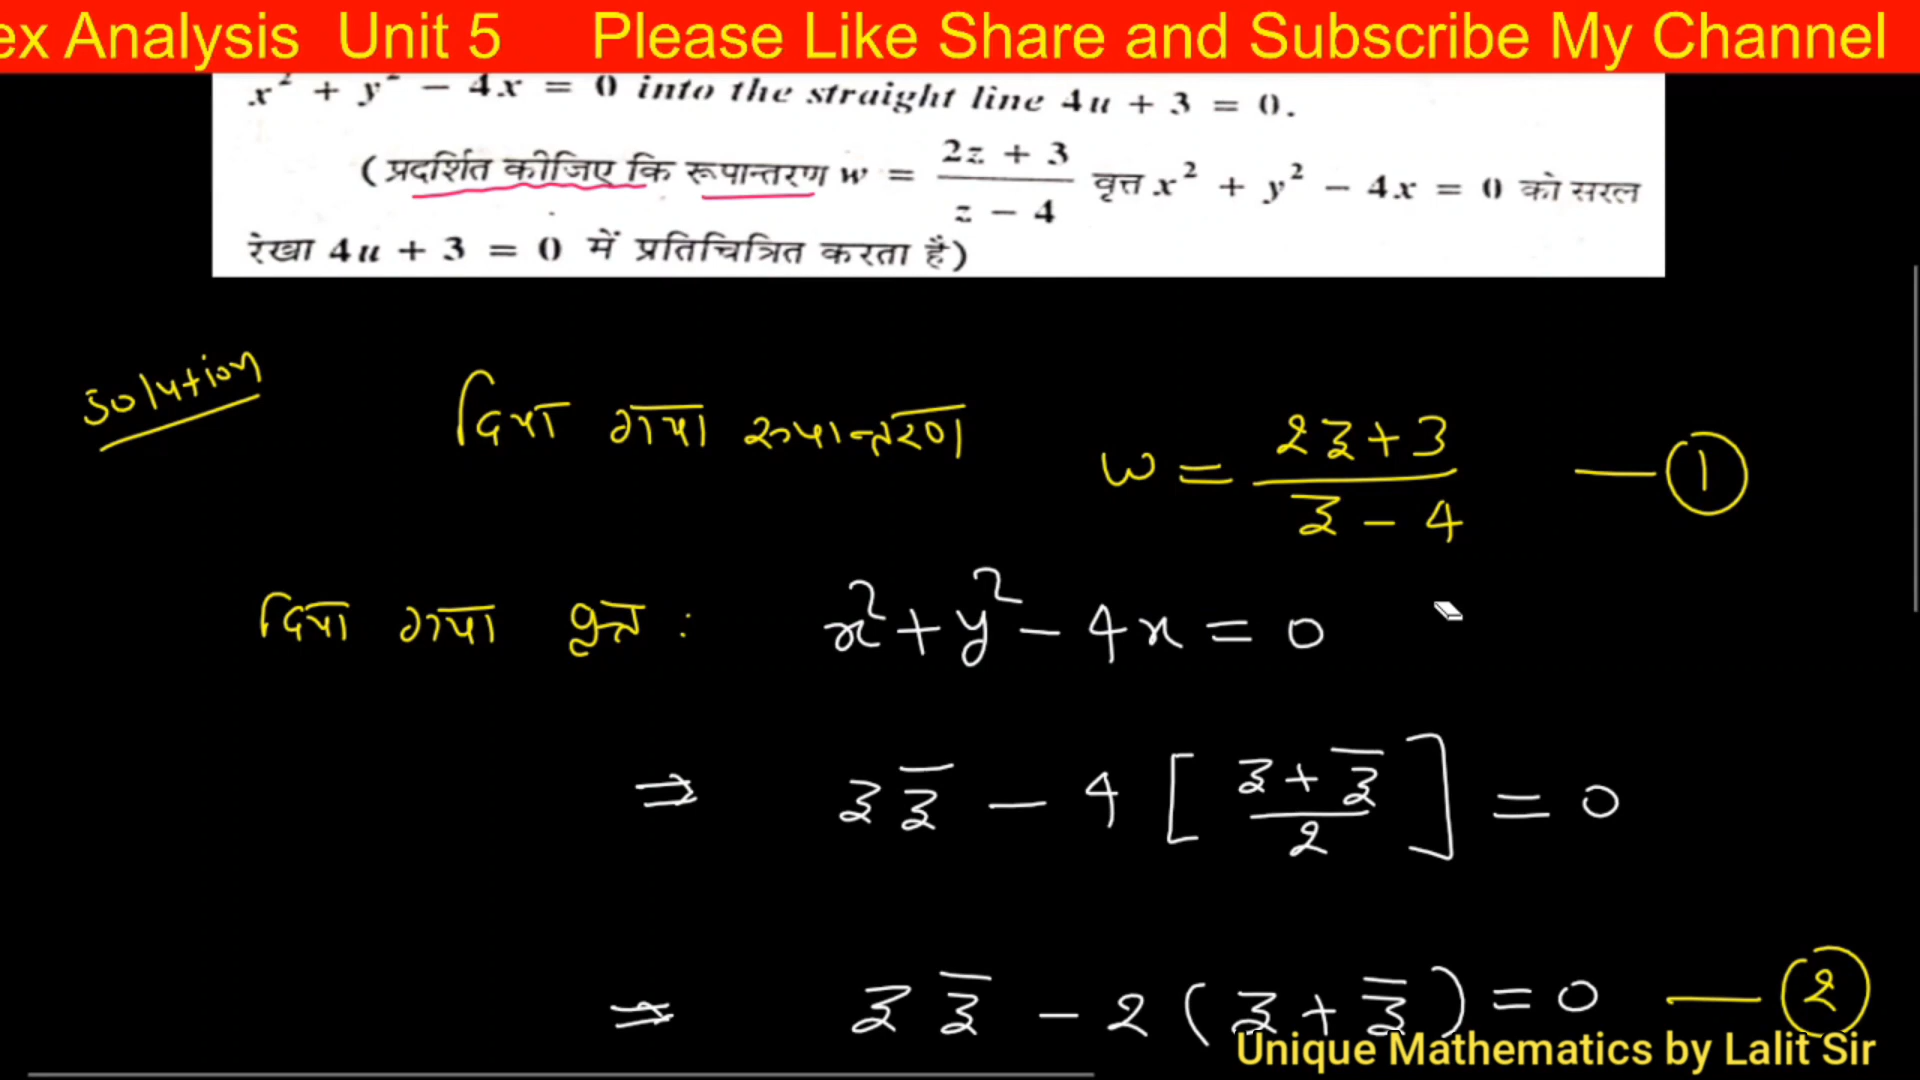 ex Analysis Unit 5 Please Like Share and Subscribe My Channel
x² + y² − 4x = 0 into the straight line 4u + 3 = 0.
(प्रदर्शित कीजिए कि रूपान्तरण w = (2z + 3)/(z − 4) वृत्त x² + y² − 4x = 0 को सरल
रेखा 4u + 3 = 0 में प्रतिचित्रित करता है)
Solution
दिया गया रूपान्तरण w = (2z+3)/(z−4) — ①
दिया गया वृत्त : x² + y² − 4x = 0
⇒ z z̄ − 4 [ (z + z̄)/2 ] = 0
⇒ z z̄ − 2 ( z + z̄ ) = 0 — ②
Unique Mathematics by Lalit Sir